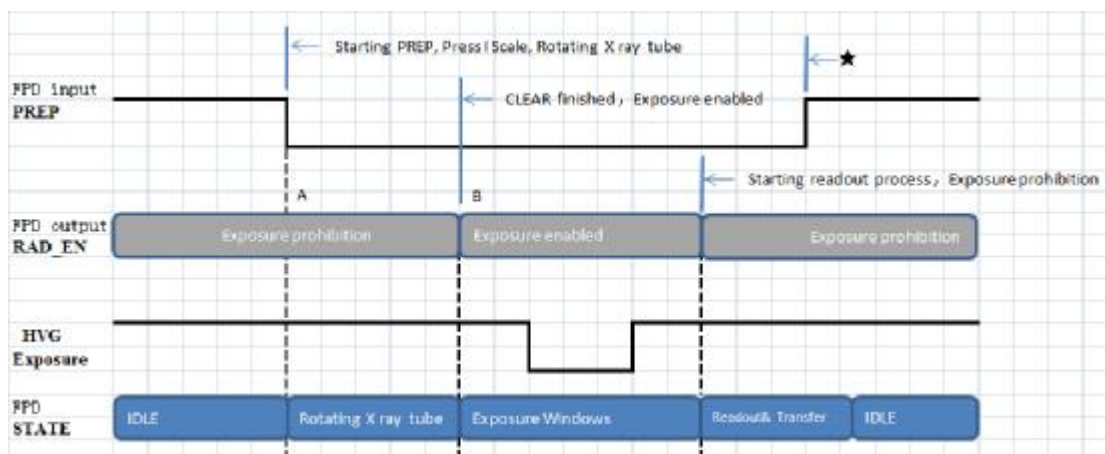 Starting PREP, Press I Scale, Rotating X ray tube
★
FPD input
PREP
CLEAR finished, Exposure enabled
Starting readout process, Exposure prohibition
A
B
FPD output
RAD_EN
Exposure prohibition
Exposure enabled
Exposure prohibition
HVG
Exposure
FPD
STATE
IDLE
Rotating X ray tube
Exposure Windows
Readout& Transfer
IDLE